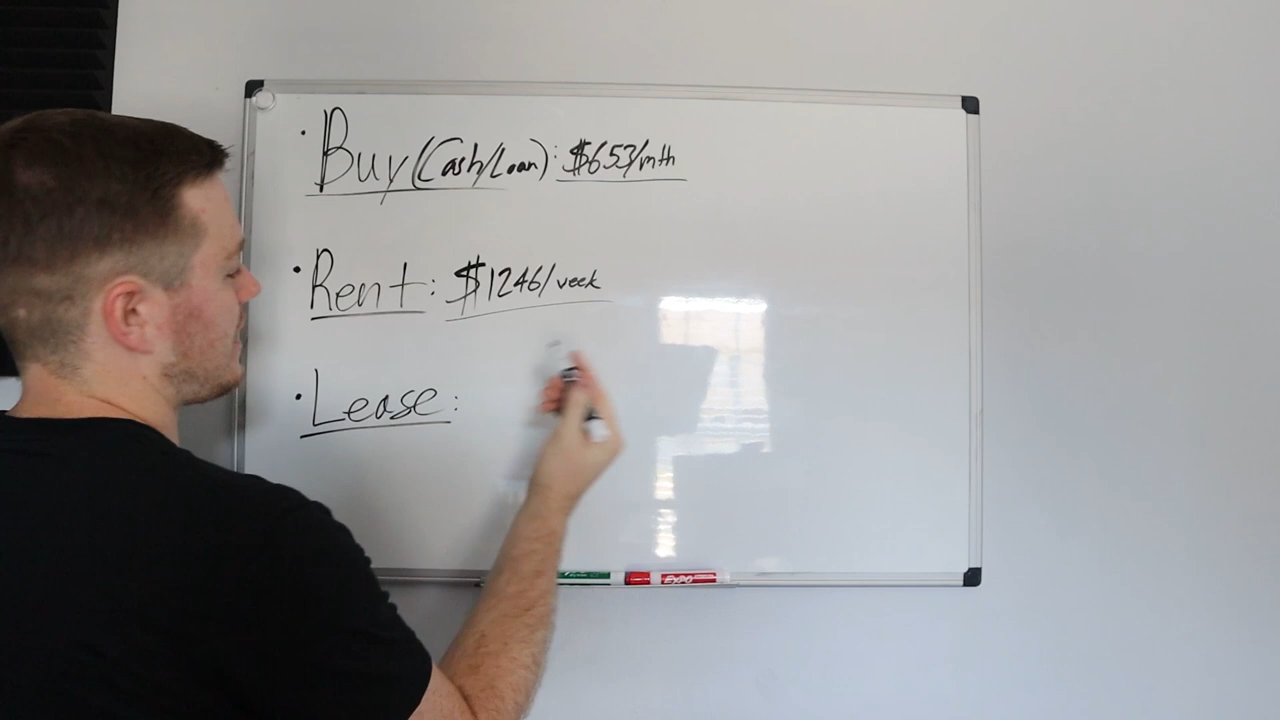 • Buy (Cash/Loan): $653/mth
• Rent: $1246/week
• Lease:
EXPO